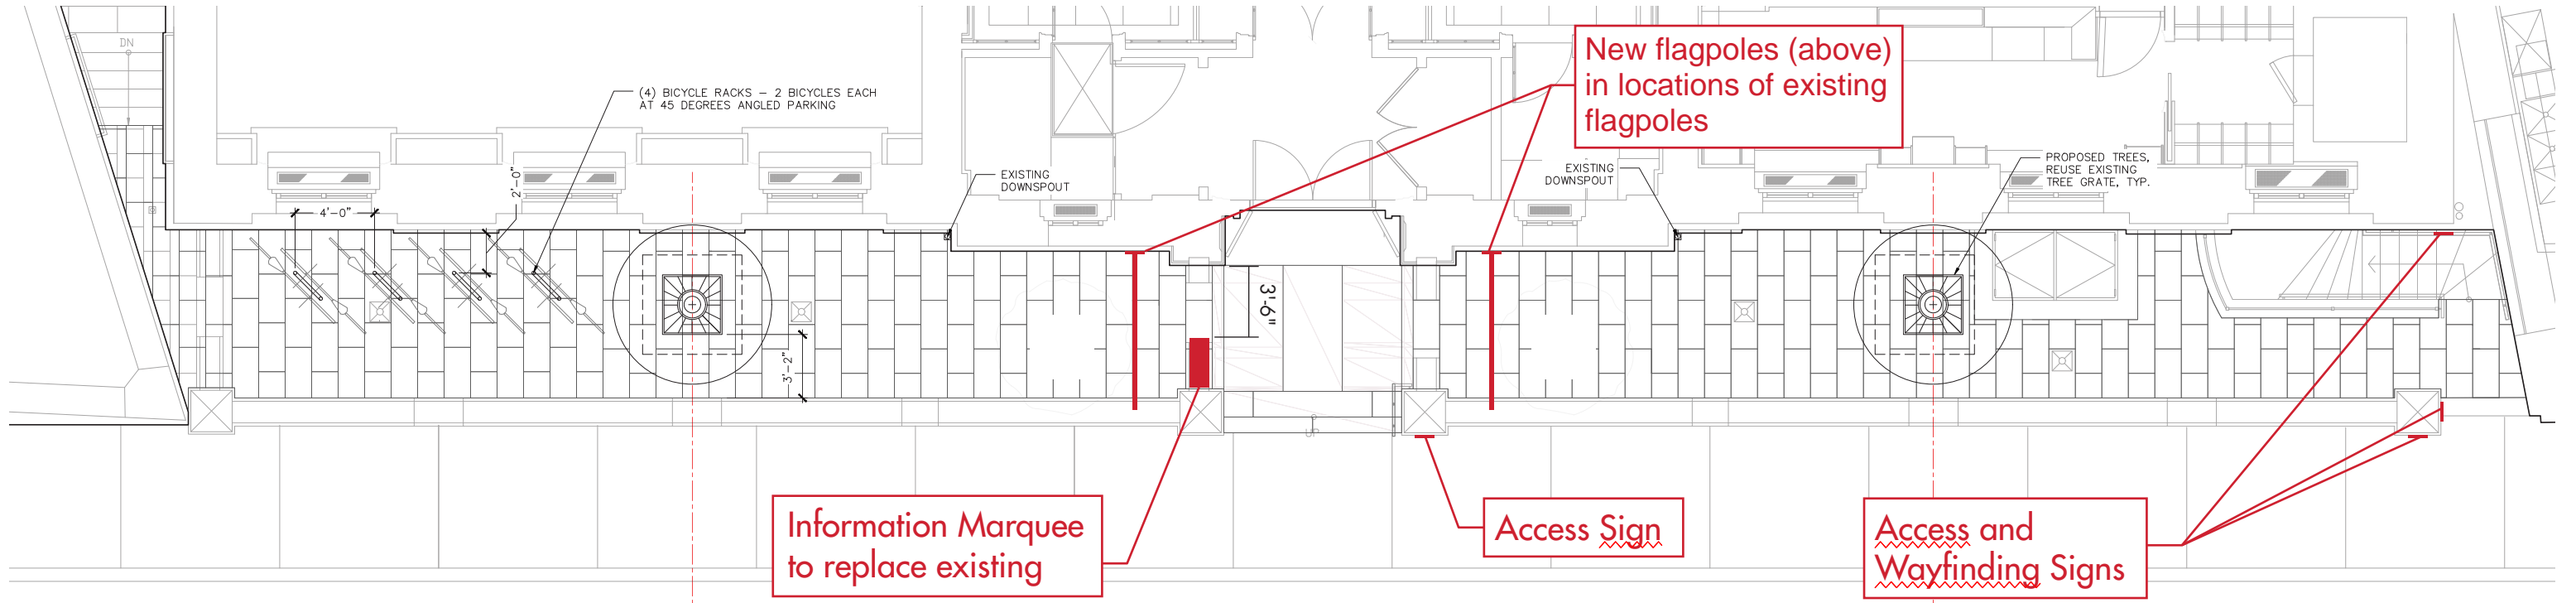 DN
(4) BICYCLE RACKS – 2 BICYCLES EACH
AT 45 DEGREES ANGLED PARKING
New flagpoles (above)
in locations of existing
flagpoles
EXISTING
DOWNSPOUT
EXISTING
DOWNSPOUT
PROPOSED TREES,
REUSE EXISTING
TREE GRATE, TYP.
2'-0"
4'-0"
3'-6"
3'-2"
UP
Information Marquee
to replace existing
Access Sign
Access and
Wayfinding Signs